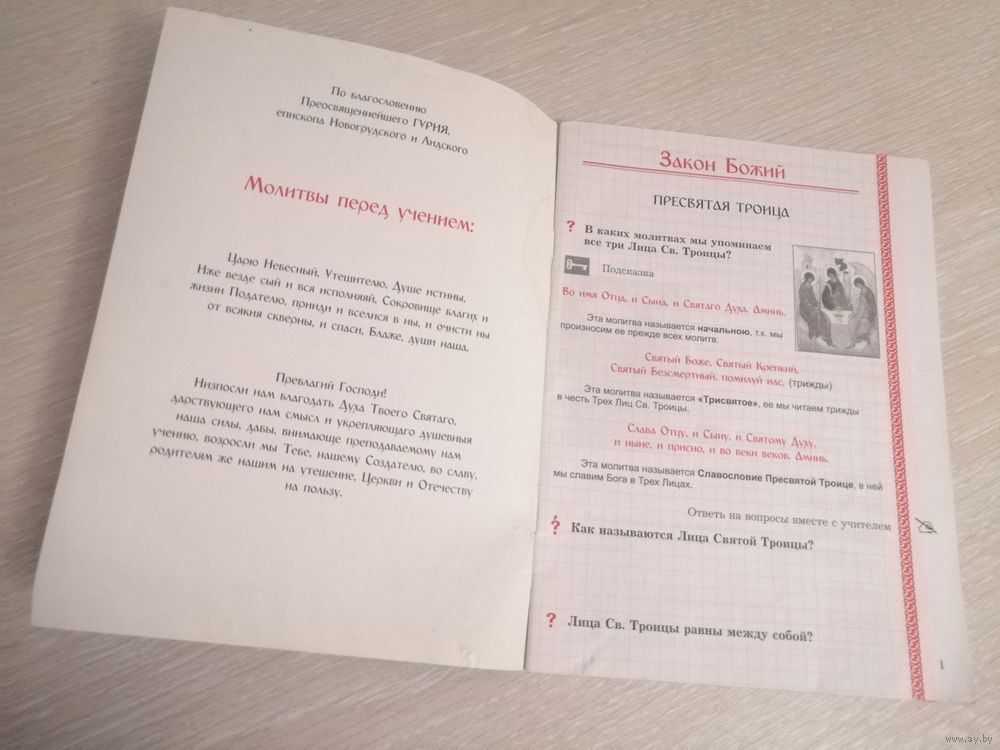 По благословению
Преосвященнейшего ГУРИЯ,
епископа Новогрудского и Лидского
Молитвы перед учением:
Царю Небесный, Утешителю, Душе истины,
Иже везде сый и вся исполняяй, Сокровище благих и
жизни Подателю, прииди и вселися в ны, и очисти ны
от всякия скверны, и спаси, Блаже, души наша.
Преблагий Господи!
Низпосли нам благодать Духа Твоего Святаго,
дарствующего нам смысл и укрепляющаго душевныя
наша силы, дабы, внимающе преподаваемому нам
учению, возросли мы Тебе, нашему Создателю, во славу,
родителям же нашим на утешение, Церкви и Отечеству
на пользу.
Закон Божий
ПРЕСВЯТАЯ ТРОИЦА
? В каких молитвах мы упоминаем
все три Лица Св. Троицы?
Подсказка
Во имя Отца, и Сына, и Святаго Духа. Аминь.
Эта молитва называется начальною, т.к. мы
произносим ее прежде всех молитв.
Святый Боже, Святый Крепкий,
Святый Безсмертный, помилуй нас. (трижды)
Эта молитва называется «Трисвятое», ее мы читаем трижды
в честь Трех Лиц Св. Троицы.
Слава Отцу, и Сыну, и Святому Духу,
и ныне, и присно, и во веки веков. Аминь.
Эта молитва называется Славословие Пресвятой Троице, в ней
мы славим Бога в Трех Лицах.
Ответь на вопросы вместе с учителем
? Как называются Лица Святой Троицы?
? Лица Св. Троицы равны между собой?
1
www.ay.by